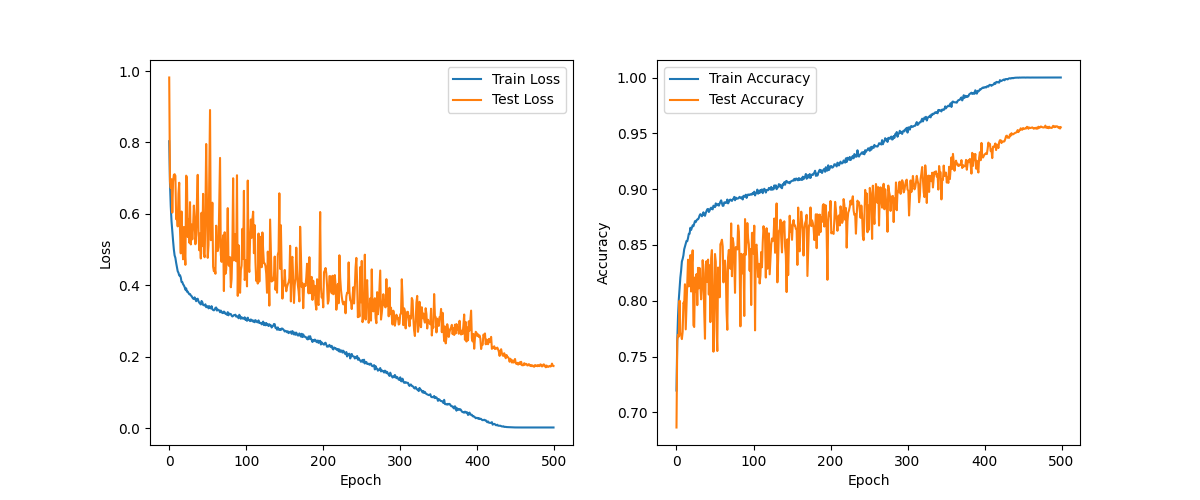 Train Loss
Test Loss
1.0
0.8
0.6
0.4
0.2
0.0
Loss
0 100 200 300 400 500
Epoch
Train Accuracy
Test Accuracy
1.00
0.95
0.90
0.85
0.80
0.75
0.70
Accuracy
0 100 200 300 400 500
Epoch